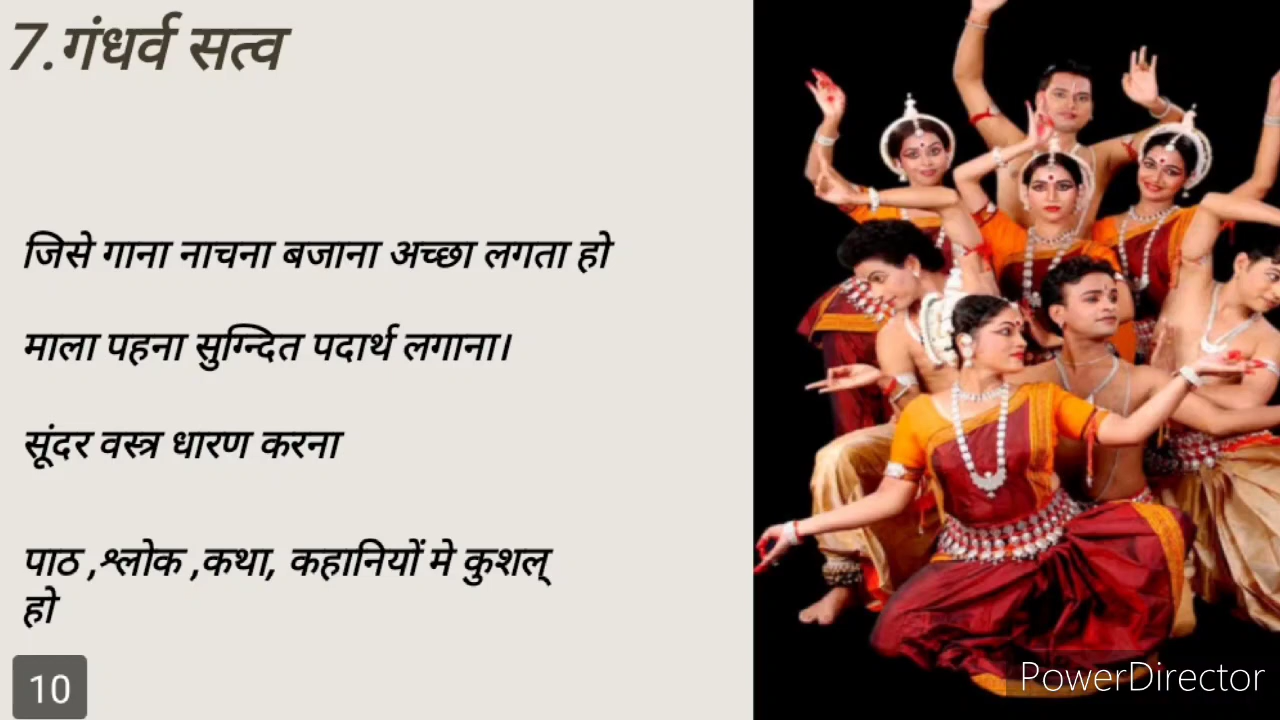 7.गंधर्व सत्व
जिसे गाना नाचना बजाना अच्छा लगता हो
माला पहना सुग्न्दित पदार्थ लगाना।
सूंदर वस्त्र धारण करना
पाठ ,श्लोक ,कथा, कहानियों मे कुशल्
हो
10
PowerDirector